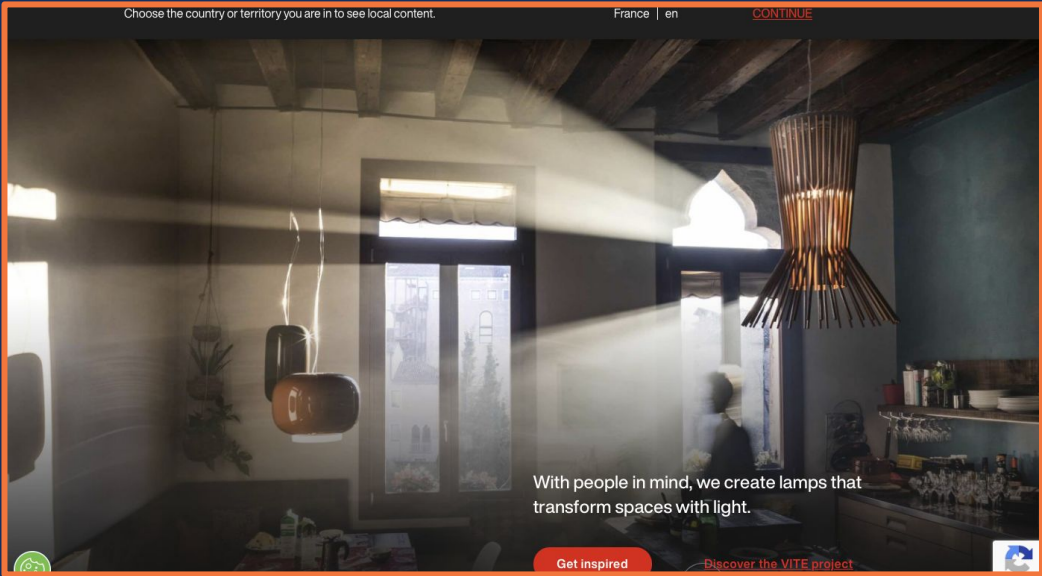 Choose the country or territory you are in to see local content.
France | en
CONTINUE
With people in mind, we create lamps that
transform spaces with light.
Get inspired
Discover the VITE project